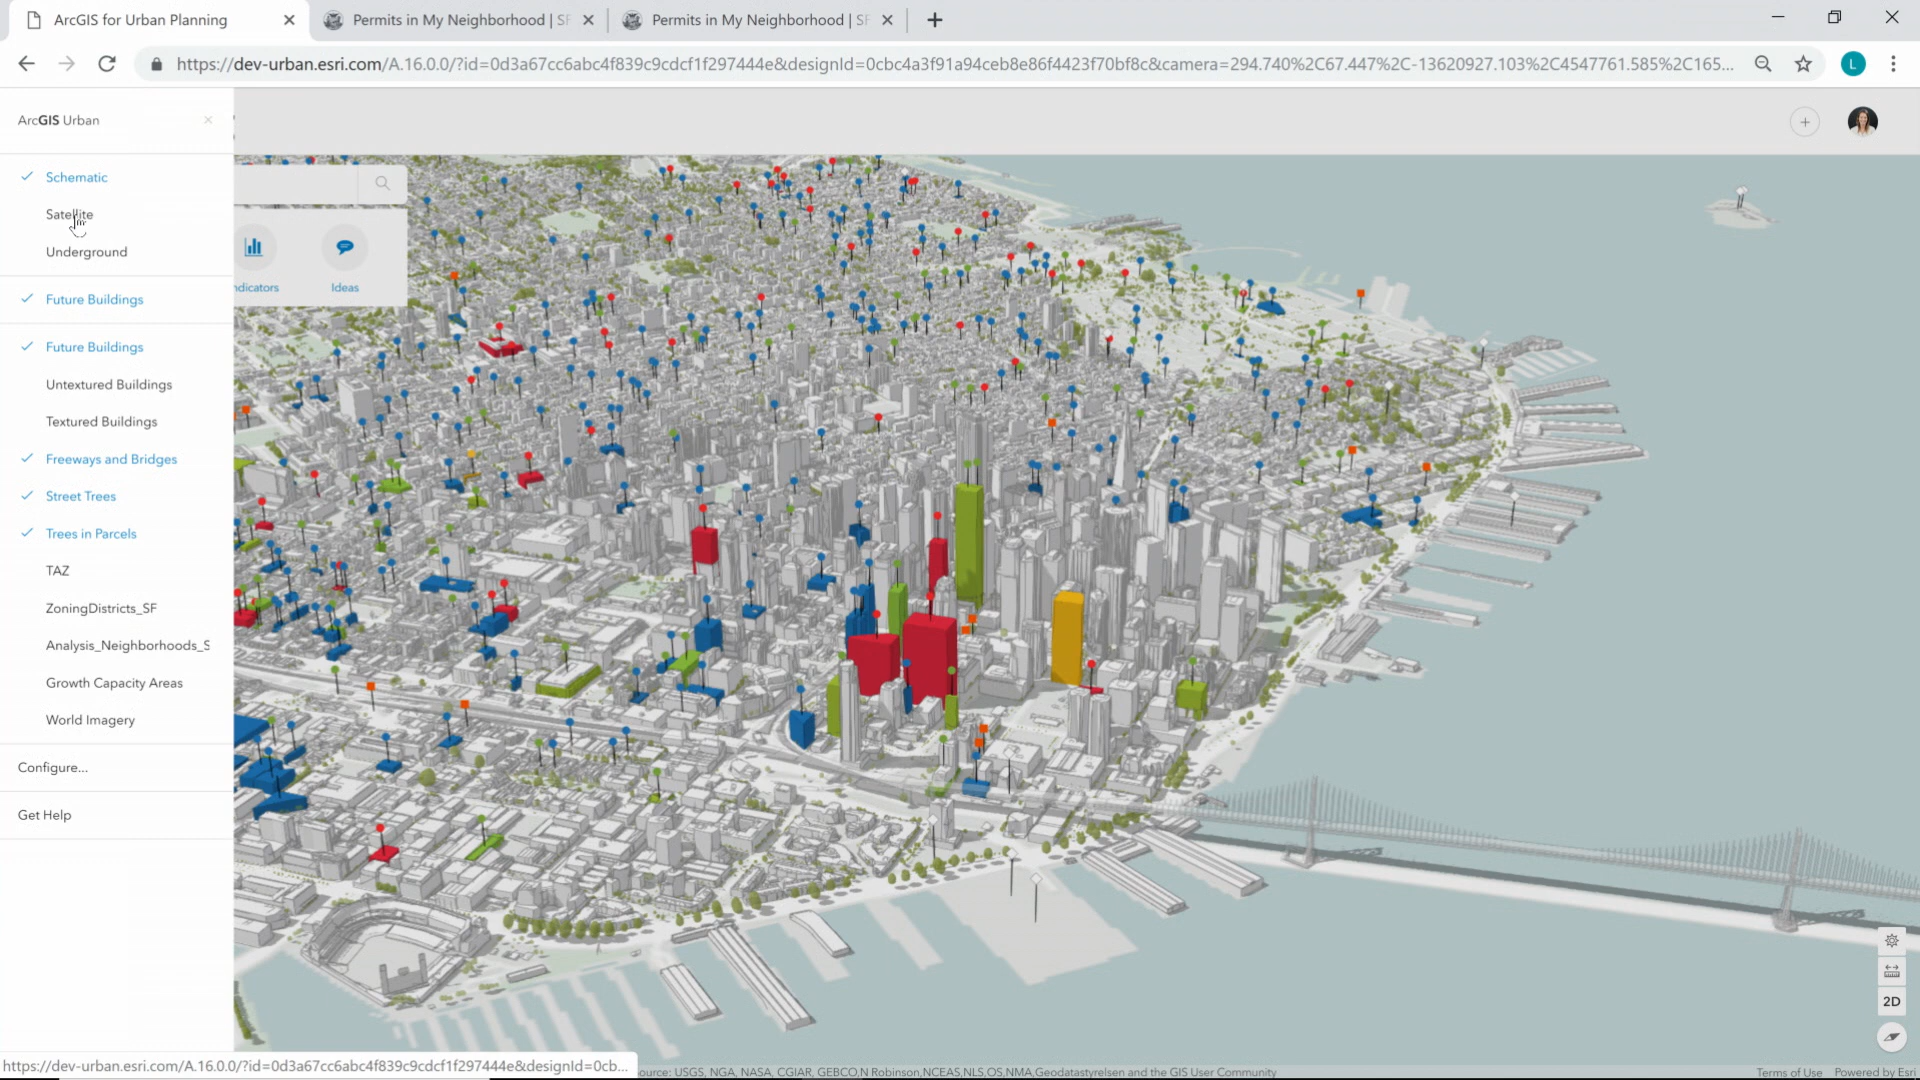 ArcGIS for Urban Planning
Permits in My Neighborhood | SF
Permits in My Neighborhood | SF
https://dev-urban.esri.com/A.16.0.0/?id=0d3a67cc6abc4f839c9cdcf1f297444e&designId=0cbc4a3f91a94ceb8e86f4423f70bf8c&camera=294.740%2C67.447%2C-13620927.103%2C4547761.585%2C165...
L
ArcGIS Urban
Schematic
Satellite
Underground
ndicators
Ideas
Future Buildings
Future Buildings
Untextured Buildings
Textured Buildings
Freeways and Bridges
Street Trees
Trees in Parcels
TAZ
ZoningDistricts_SF
Analysis_Neighborhoods_S
Growth Capacity Areas
World Imagery
Configure...
Get Help
2D
https://dev-urban.esri.com/A.16.0.0/?id=0d3a67cc6abc4f839c9cdcf1f297444e&designId=0cb...
ource: USGS, NGA, NASA, CGIAR, GEBCO,N Robinson,NCEAS,NLS,OS,NMA,Geodatastyrelsen and the GIS User Community
Terms of Use
Powered by Esri